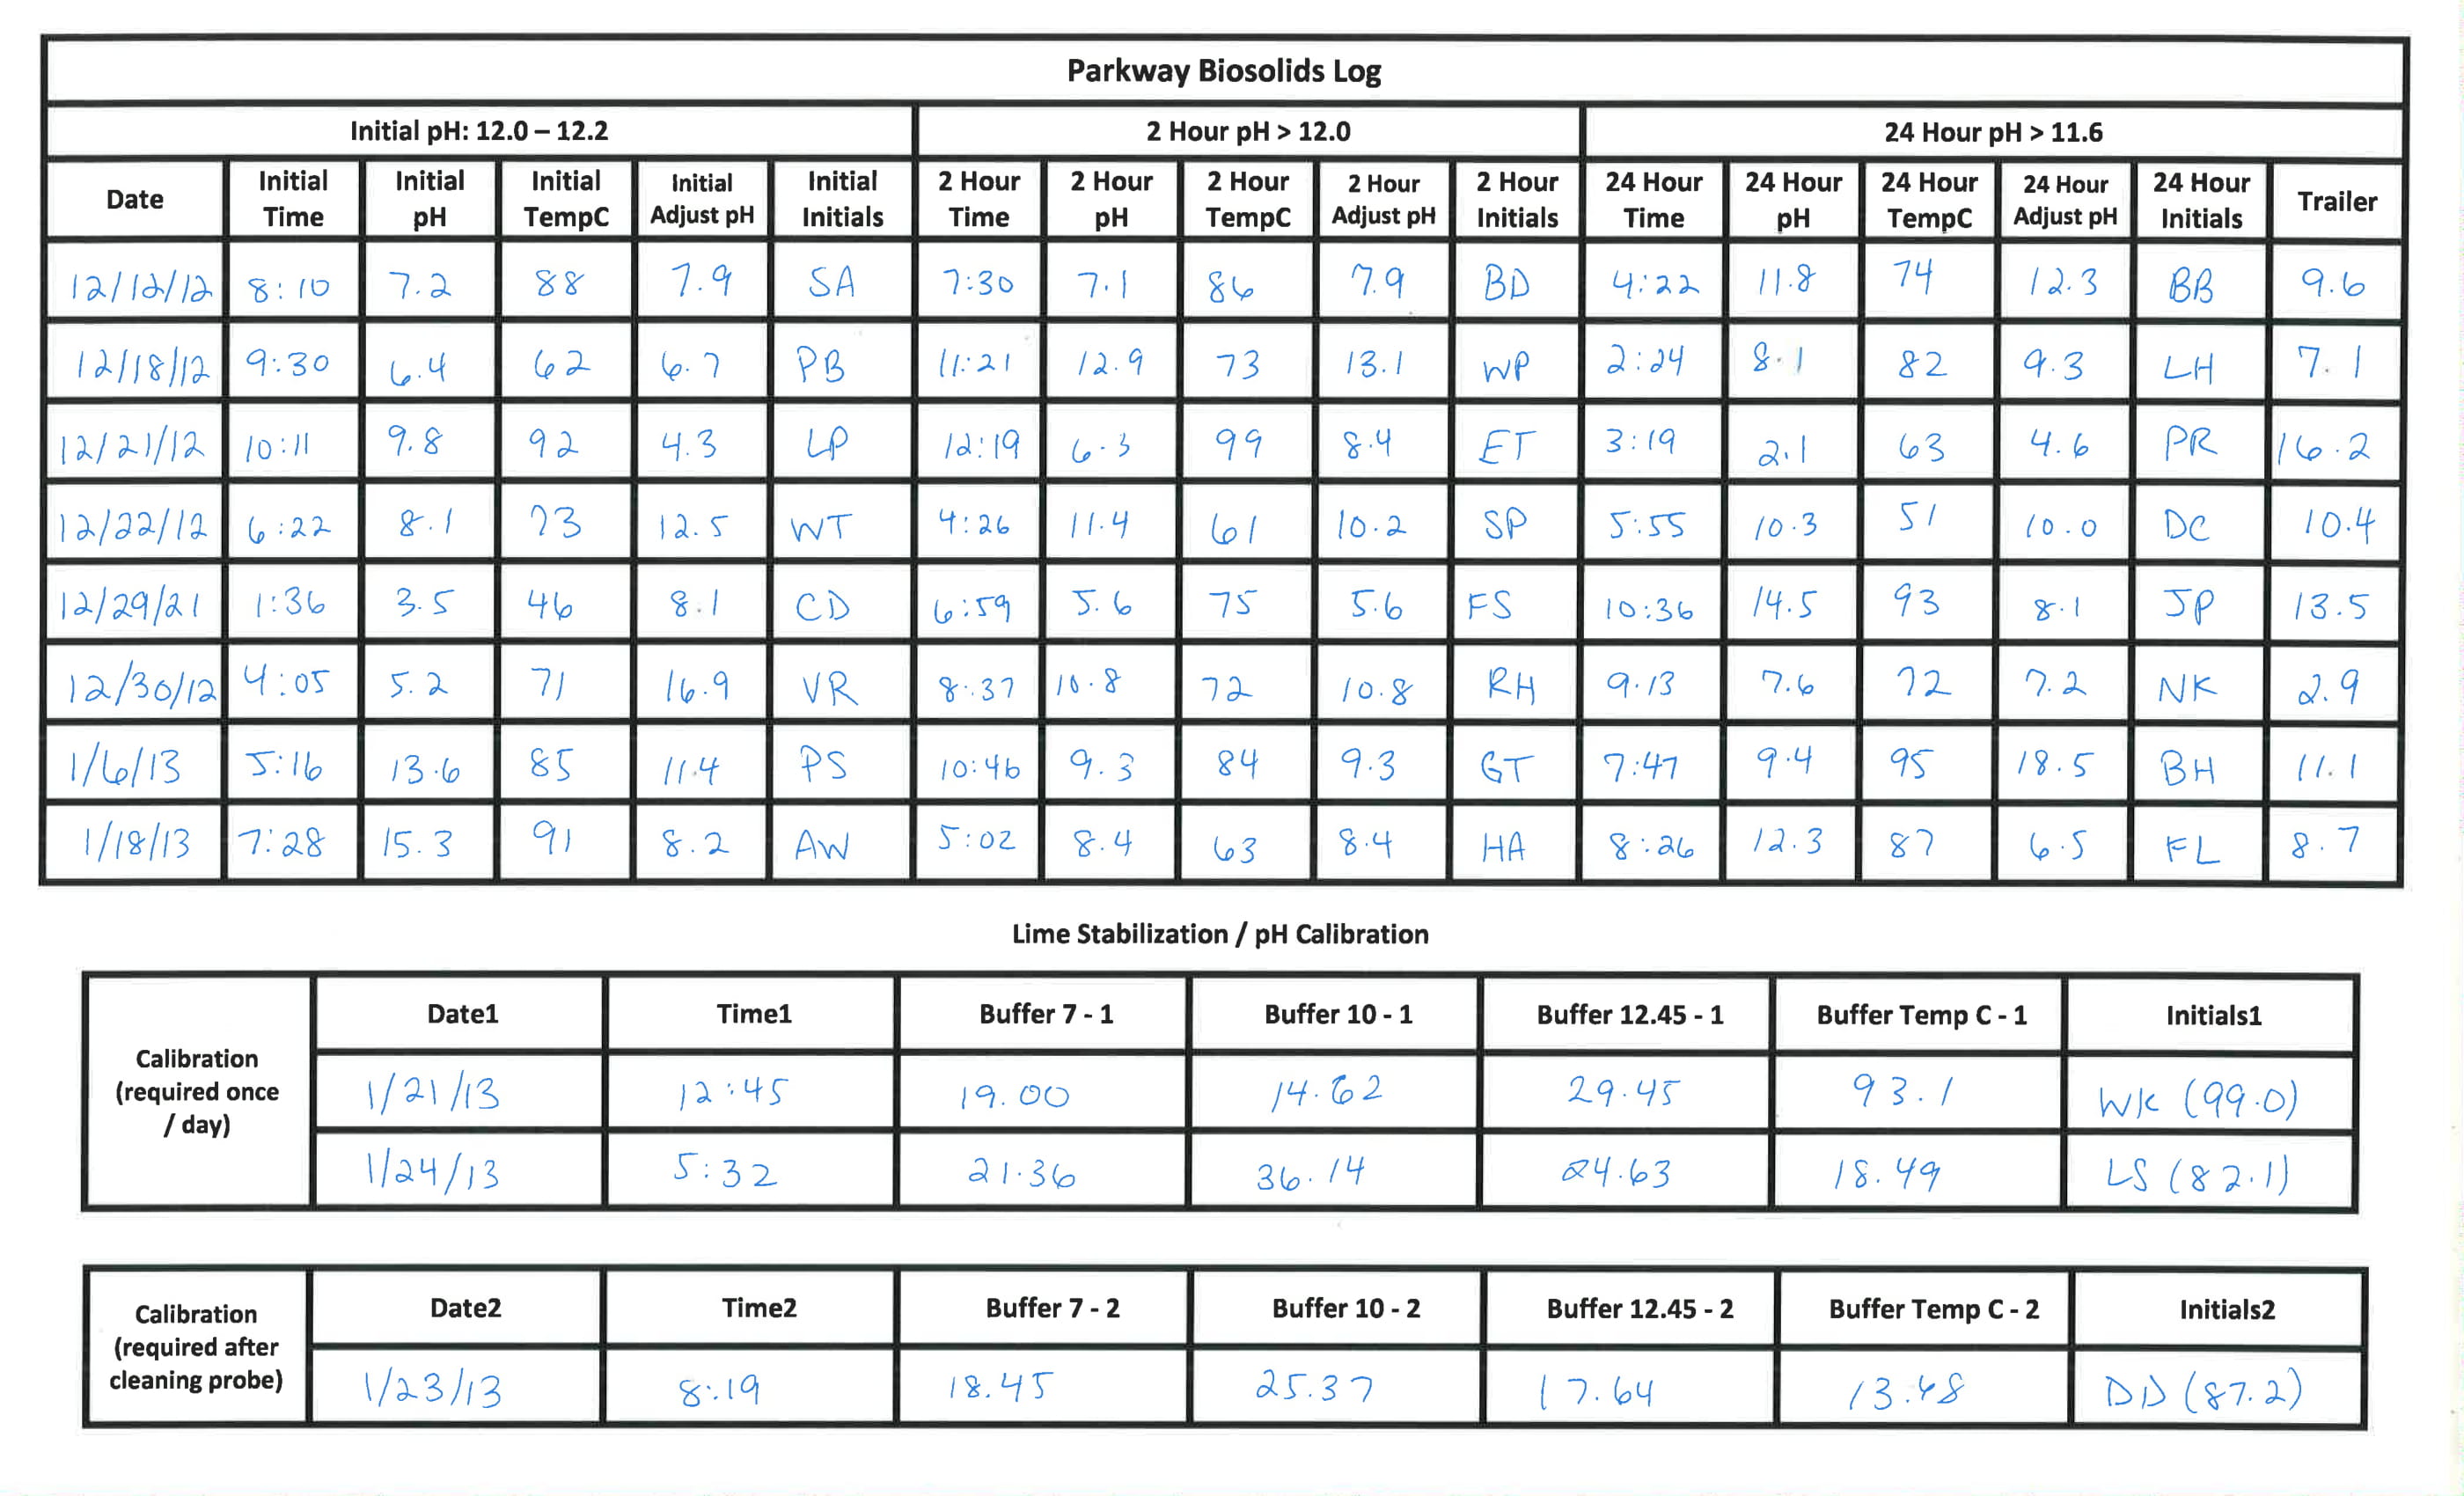 Parkway Biosolids Log
Initial pH: 12.0 – 12.2 2 Hour pH > 12.0 24 Hour pH > 11.6
Date Initial Time Initial pH Initial TempC Initial Adjust pH Initial Initials 2 Hour Time 2 Hour pH 2 Hour TempC 2 Hour Adjust pH 2 Hour Initials 24 Hour Time 24 Hour pH 24 Hour TempC 24 Hour Adjust pH 24 Hour Initials Trailer
12/12/12 8:10 7.2 88 7.9 SA 7:30 7.1 86 7.9 BD 4:22 11.8 74 12.3 BB 9.6
12/18/12 9:30 6.4 62 6.7 PB 11:21 12.9 73 13.1 WP 2:24 8.1 82 9.3 LH 7.1
12/21/12 10:11 9.8 92 4.3 LP 12:19 6.3 99 8.4 ET 3:19 2.1 63 4.6 PR 16.2
12/22/12 6:22 8.1 73 12.5 WT 4:26 11.4 61 10.2 SP 5:55 10.3 51 10.0 DC 10.4
12/29/21 1:36 3.5 46 8.1 CD 6:59 5.6 75 5.6 FS 10:36 14.5 93 8.1 JP 13.5
12/30/12 4:05 5.2 71 16.9 VR 8:37 10.8 72 10.8 RH 9:13 7.6 72 7.2 NK 2.9
1/6/13 5:16 13.6 85 11.4 PS 10:46 9.3 84 9.3 GT 7:47 9.4 95 18.5 BH 11.1
1/18/13 7:28 15.3 91 8.2 AW 5:02 8.4 63 8.4 HA 8:26 12.3 87 6.5 FL 8.7
Lime Stabilization / pH Calibration
Calibration (required once / day)
Date1 Time1 Buffer 7 - 1 Buffer 10 - 1 Buffer 12.45 - 1 Buffer Temp C - 1 Initials1
1/21/13 12:45 19.00 14.62 29.45 93.1 WK (99.0)
1/24/13 5:32 21.36 36.14 24.63 18.49 LS (82.1)
Calibration (required after cleaning probe)
Date2 Time2 Buffer 7 - 2 Buffer 10 - 2 Buffer 12.45 - 2 Buffer Temp C - 2 Initials2
1/23/13 8:19 18.45 25.37 17.64 13.48 DD (87.2)